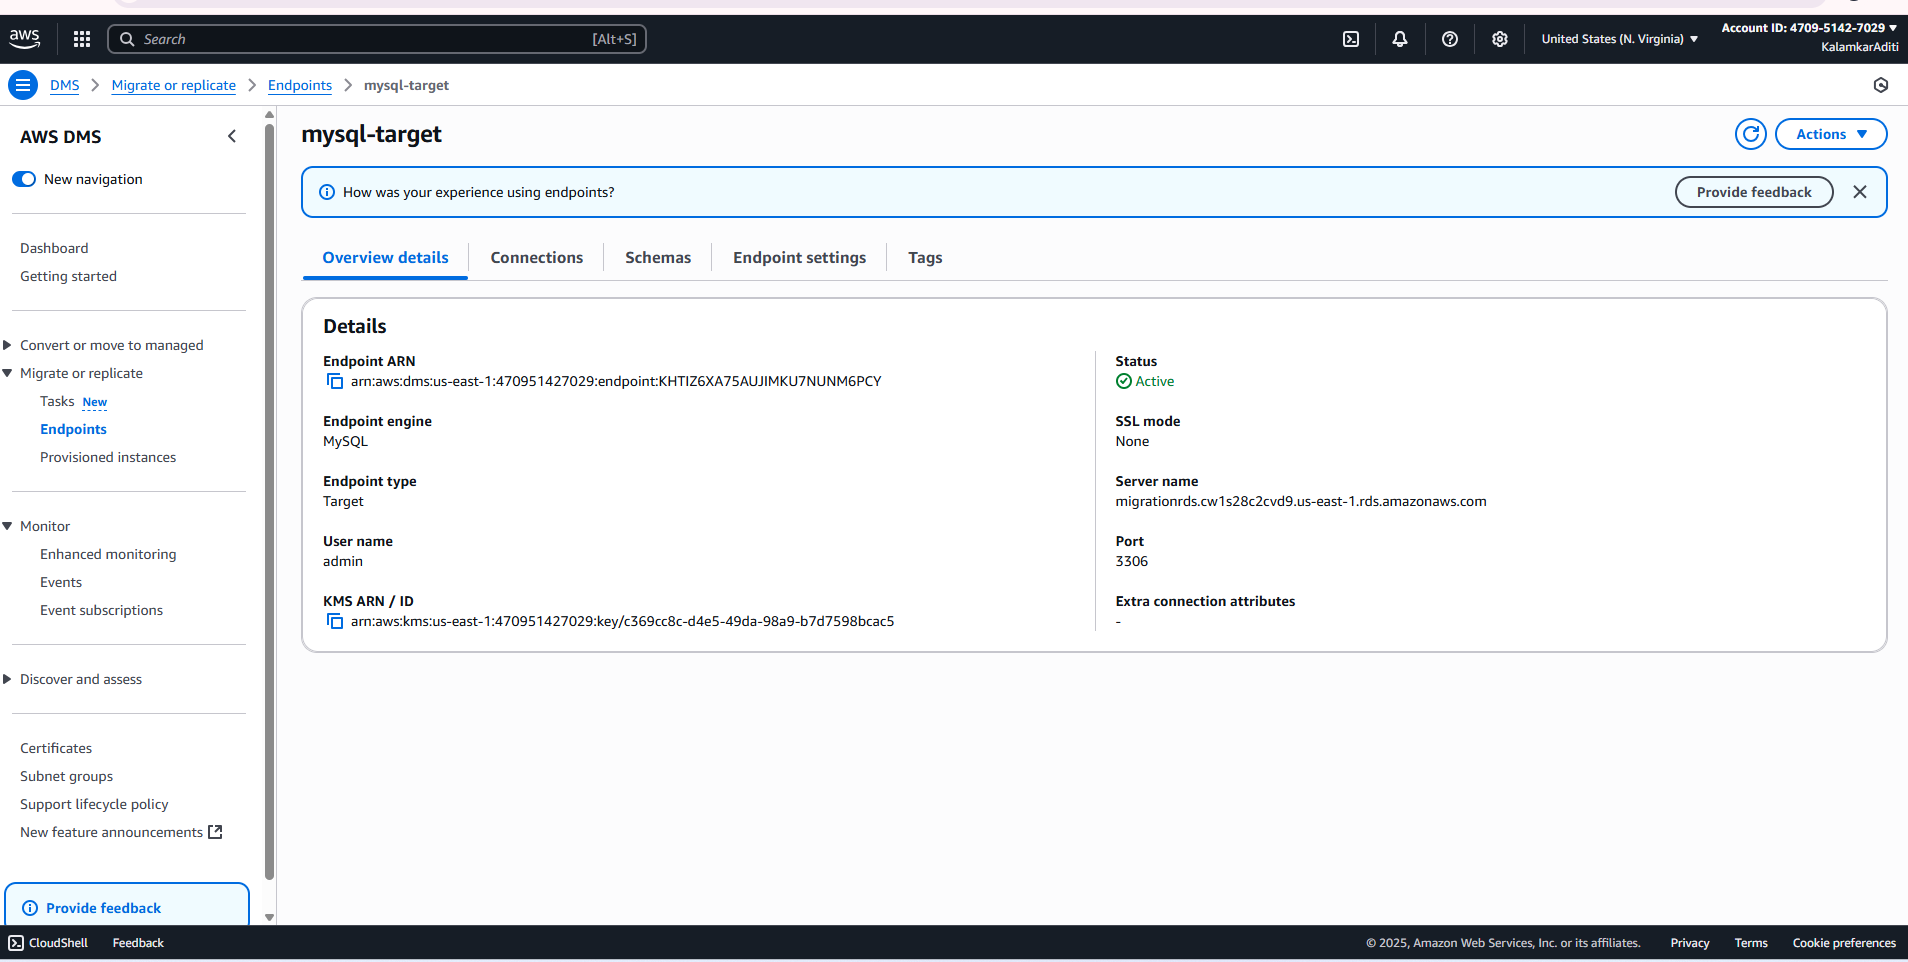 aws
Search [Alt+S]
United States (N. Virginia)
Account ID: 4709-5142-7029
KalamkarAditi
DMS
Migrate or replicate
Endpoints
mysql-target
AWS DMS
New navigation
Dashboard
Getting started
Convert or move to managed
Migrate or replicate
Tasks New
Endpoints
Provisioned instances
Monitor
Enhanced monitoring
Events
Event subscriptions
Discover and assess
Certificates
Subnet groups
Support lifecycle policy
New feature announcements
Provide feedback
mysql-target
Actions
How was your experience using endpoints?
Provide feedback
Overview details
Connections
Schemas
Endpoint settings
Tags
Details
Endpoint ARN
arn:aws:dms:us-east-1:470951427029:endpoint:KHTIZ6XA75AUJIMKU7NUNM6PCY
Endpoint engine
MySQL
Endpoint type
Target
User name
admin
KMS ARN / ID
arn:aws:kms:us-east-1:470951427029:key/c369cc8c-d4e5-49da-98a9-b7d7598bcac5
Status
Active
SSL mode
None
Server name
migrationrds.cw1s28c2cvd9.us-east-1.rds.amazonaws.com
Port
3306
Extra connection attributes
-
CloudShell
Feedback
© 2025, Amazon Web Services, Inc. or its affiliates.
Privacy
Terms
Cookie preferences